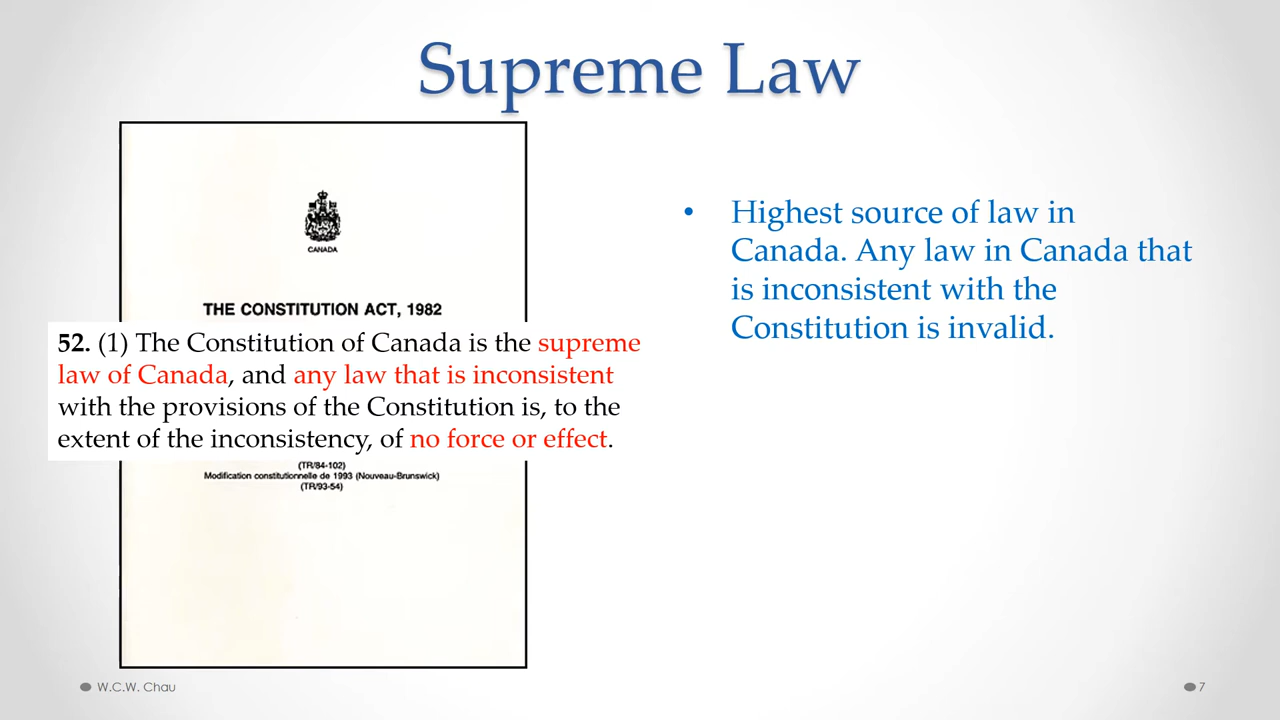 Supreme Law
CANADA
THE CONSTITUTION ACT, 1982
52. (1) The Constitution of Canada is the supreme
law of Canada, and any law that is inconsistent
with the provisions of the Constitution is, to the
extent of the inconsistency, of no force or effect.
(TR/84-102)
Modification constitutionnelle de 1993 (Nouveau-Brunswick)
(TR/93-54)
• Highest source of law in
Canada. Any law in Canada that
is inconsistent with the
Constitution is invalid.
W.C.W. Chau
7